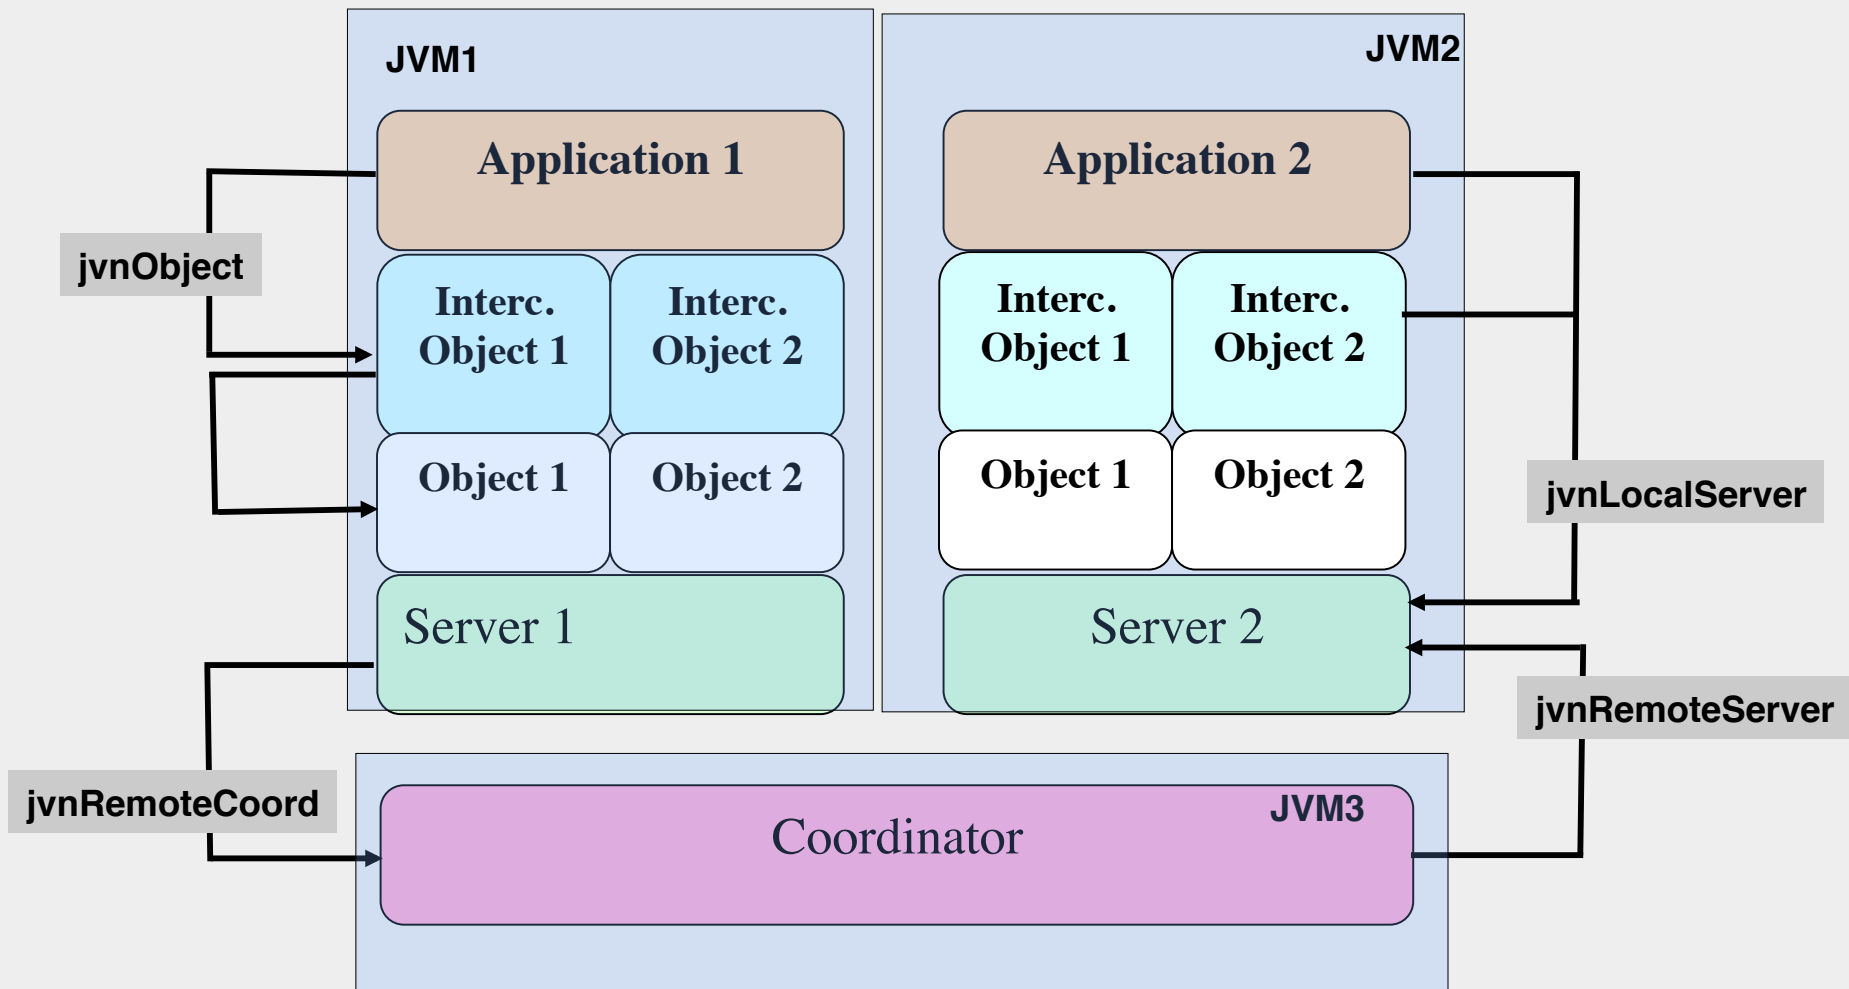 JVM1
JVM2
Application 1
Application 2
jvnObject
Interc.
Object 1
Interc.
Object 2
Interc.
Object 1
Interc.
Object 2
Object 1
Object 2
Object 1
Object 2
jvnLocalServer
Server 1
Server 2
jvnRemoteServer
jvnRemoteCoord
JVM3
Coordinator